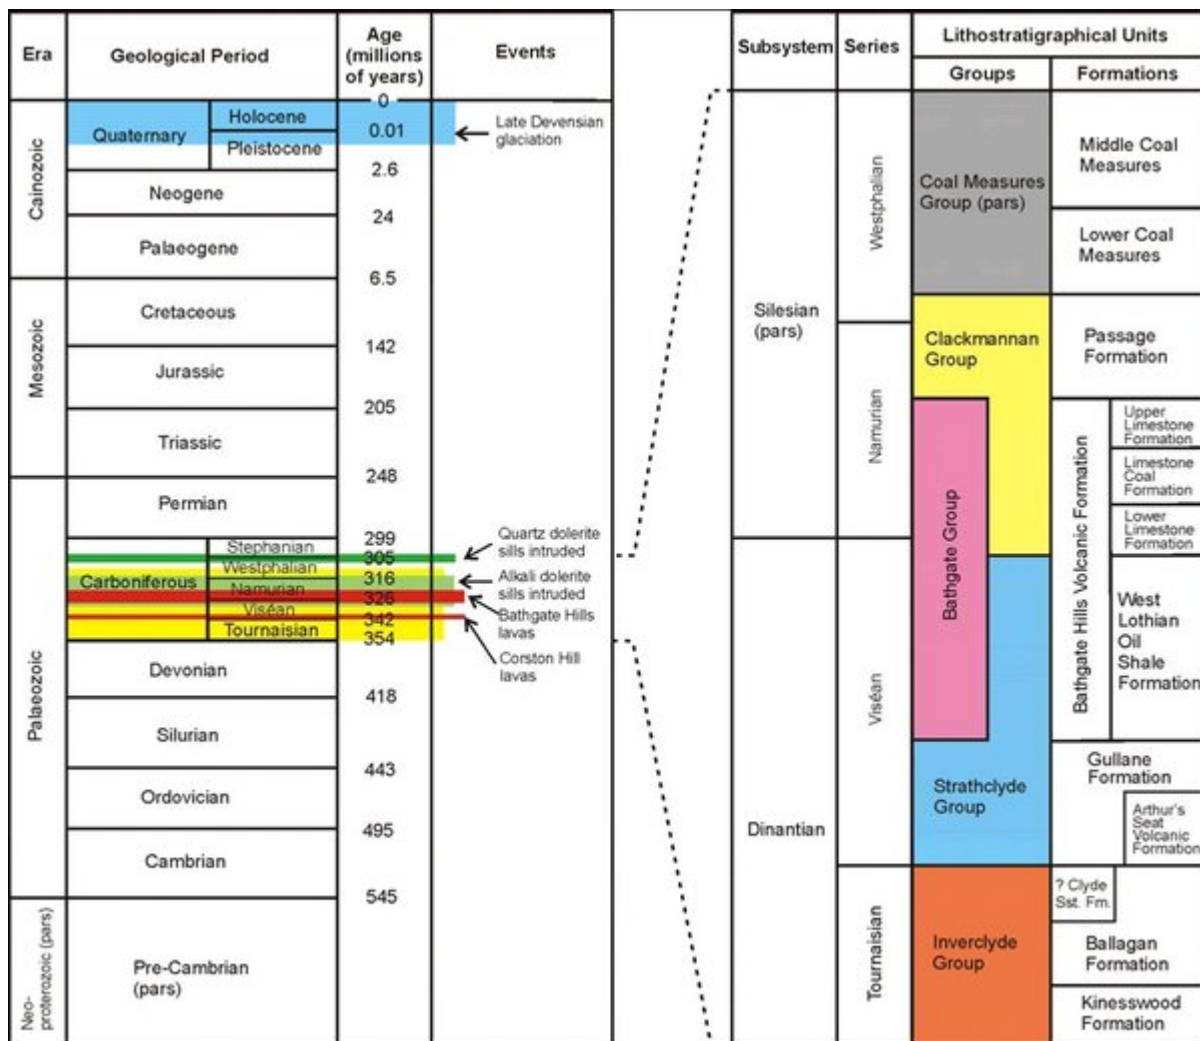 Era
Geological Period
Age
(millions
of years)
Events
Cainozoic
Quaternary
Holocene
Pleistocene
Neogene
Palaeogene
Mesozoic
Cretaceous
Jurassic
Triassic
Palaeozoic
Permian
Carboniferous
Stephanian
Westphalian
Namurian
Viséan
Tournaisian
Devonian
Silurian
Ordovician
Cambrian
Neo-
proterozoic (pars)
Pre-Cambrian
(pars)
0
0.01
2.6
24
6.5
142
205
248
299
305
316
326
342
354
418
443
495
545
Late Devensian
glaciation
Quartz dolerite
sills intruded
Alkali dolerite
sills intruded
Bathgate Hills
lavas
Corston Hill
lavas
Subsystem
Series
Lithostratigraphical Units
Groups
Formations
Silesian
(pars)
Dinantian
Westphalian
Namurian
Viséan
Tournaisian
Coal Measures
Group (pars)
Clackmannan
Group
Bathgate Group
Strathclyde
Group
Inverclyde
Group
Middle Coal
Measures
Lower Coal
Measures
Passage
Formation
Bathgate Hills Volcanic Formation
Upper
Limestone
Formation
Limestone
Coal
Formation
Lower
Limestone
Formation
West
Lothian
Oil
Shale
Formation
Gullane
Formation
Arthur's
Seat
Volcanic
Formation
? Clyde
Sst. Fm.
Ballagan
Formation
Kinesswood
Formation